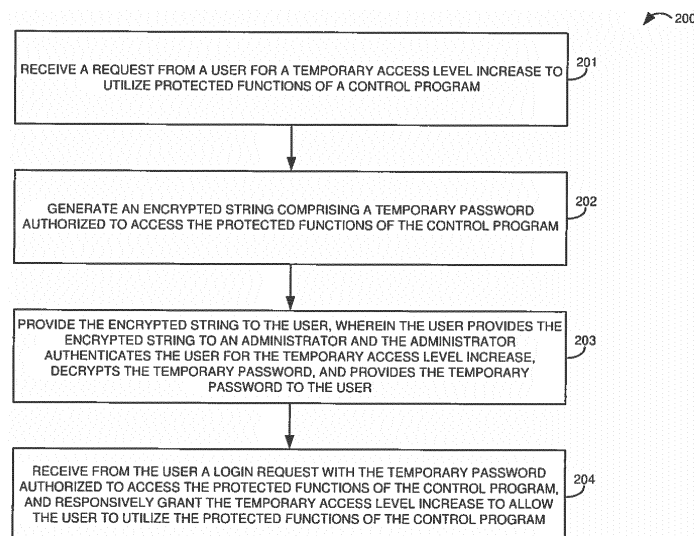 200
RECEIVE A REQUEST FROM A USER FOR A TEMPORARY ACCESS LEVEL INCREASE TO
UTILIZE PROTECTED FUNCTIONS OF A CONTROL PROGRAM
201
GENERATE AN ENCRYPTED STRING COMPRISING A TEMPORARY PASSWORD
AUTHORIZED TO ACCESS THE PROTECTED FUNCTIONS OF THE CONTROL PROGRAM
202
PROVIDE THE ENCRYPTED STRING TO THE USER, WHEREIN THE USER PROVIDES THE
ENCRYPTED STRING TO AN ADMINISTRATOR AND THE ADMINISTRATOR
AUTHENTICATES THE USER FOR THE TEMPORARY ACCESS LEVEL INCREASE,
DECRYPTS THE TEMPORARY PASSWORD, AND PROVIDES THE TEMPORARY
PASSWORD TO THE USER
203
RECEIVE FROM THE USER A LOGIN REQUEST WITH THE TEMPORARY PASSWORD
AUTHORIZED TO ACCESS THE PROTECTED FUNCTIONS OF THE CONTROL PROGRAM,
AND RESPONSIVELY GRANT THE TEMPORARY ACCESS LEVEL INCREASE TO ALLOW
THE USER TO UTILIZE THE PROTECTED FUNCTIONS OF THE CONTROL PROGRAM
204